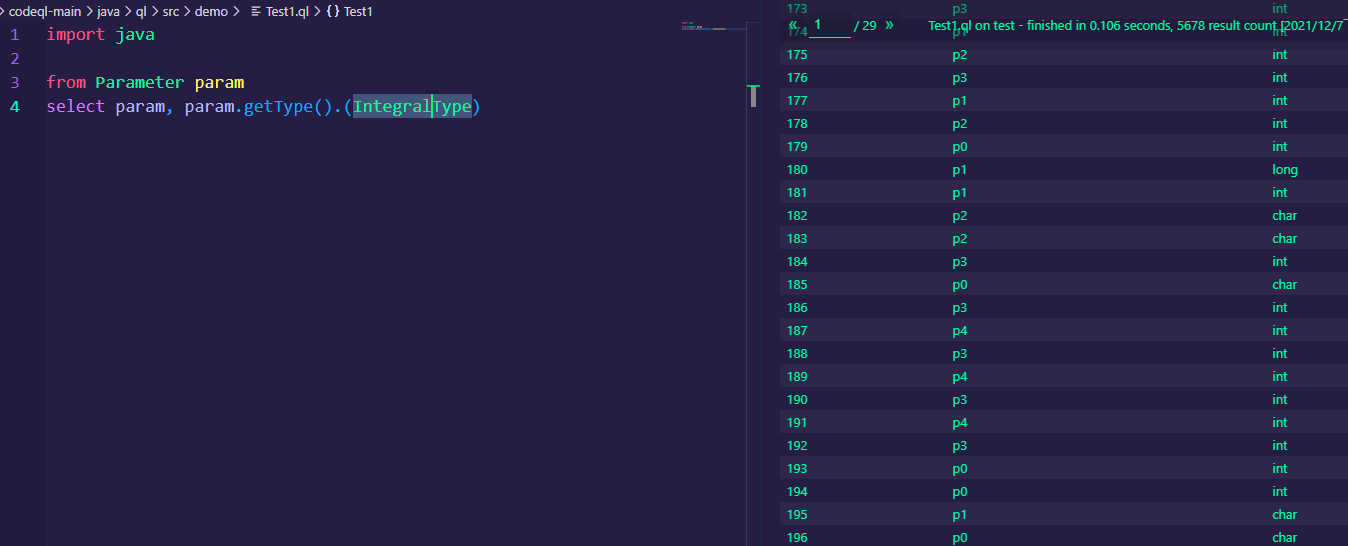 codeql-main > java > ql > src > demo > Test1.ql > {} Test1
1 import java
2
3 from Parameter param
4 select param, param.getType().(IntegralType)
173 p3 int
« 1 / 29 » Test1.ql on test - finished in 0.106 seconds, 5678 result count [2021/12/7
174 p1 int
175 p2 int
176 p3 int
177 p1 int
178 p2 int
179 p0 int
180 p1 long
181 p1 int
182 p2 char
183 p2 char
184 p3 int
185 p0 char
186 p3 int
187 p4 int
188 p3 int
189 p4 int
190 p3 int
191 p4 int
192 p3 int
193 p0 int
194 p0 int
195 p1 char
196 p0 char